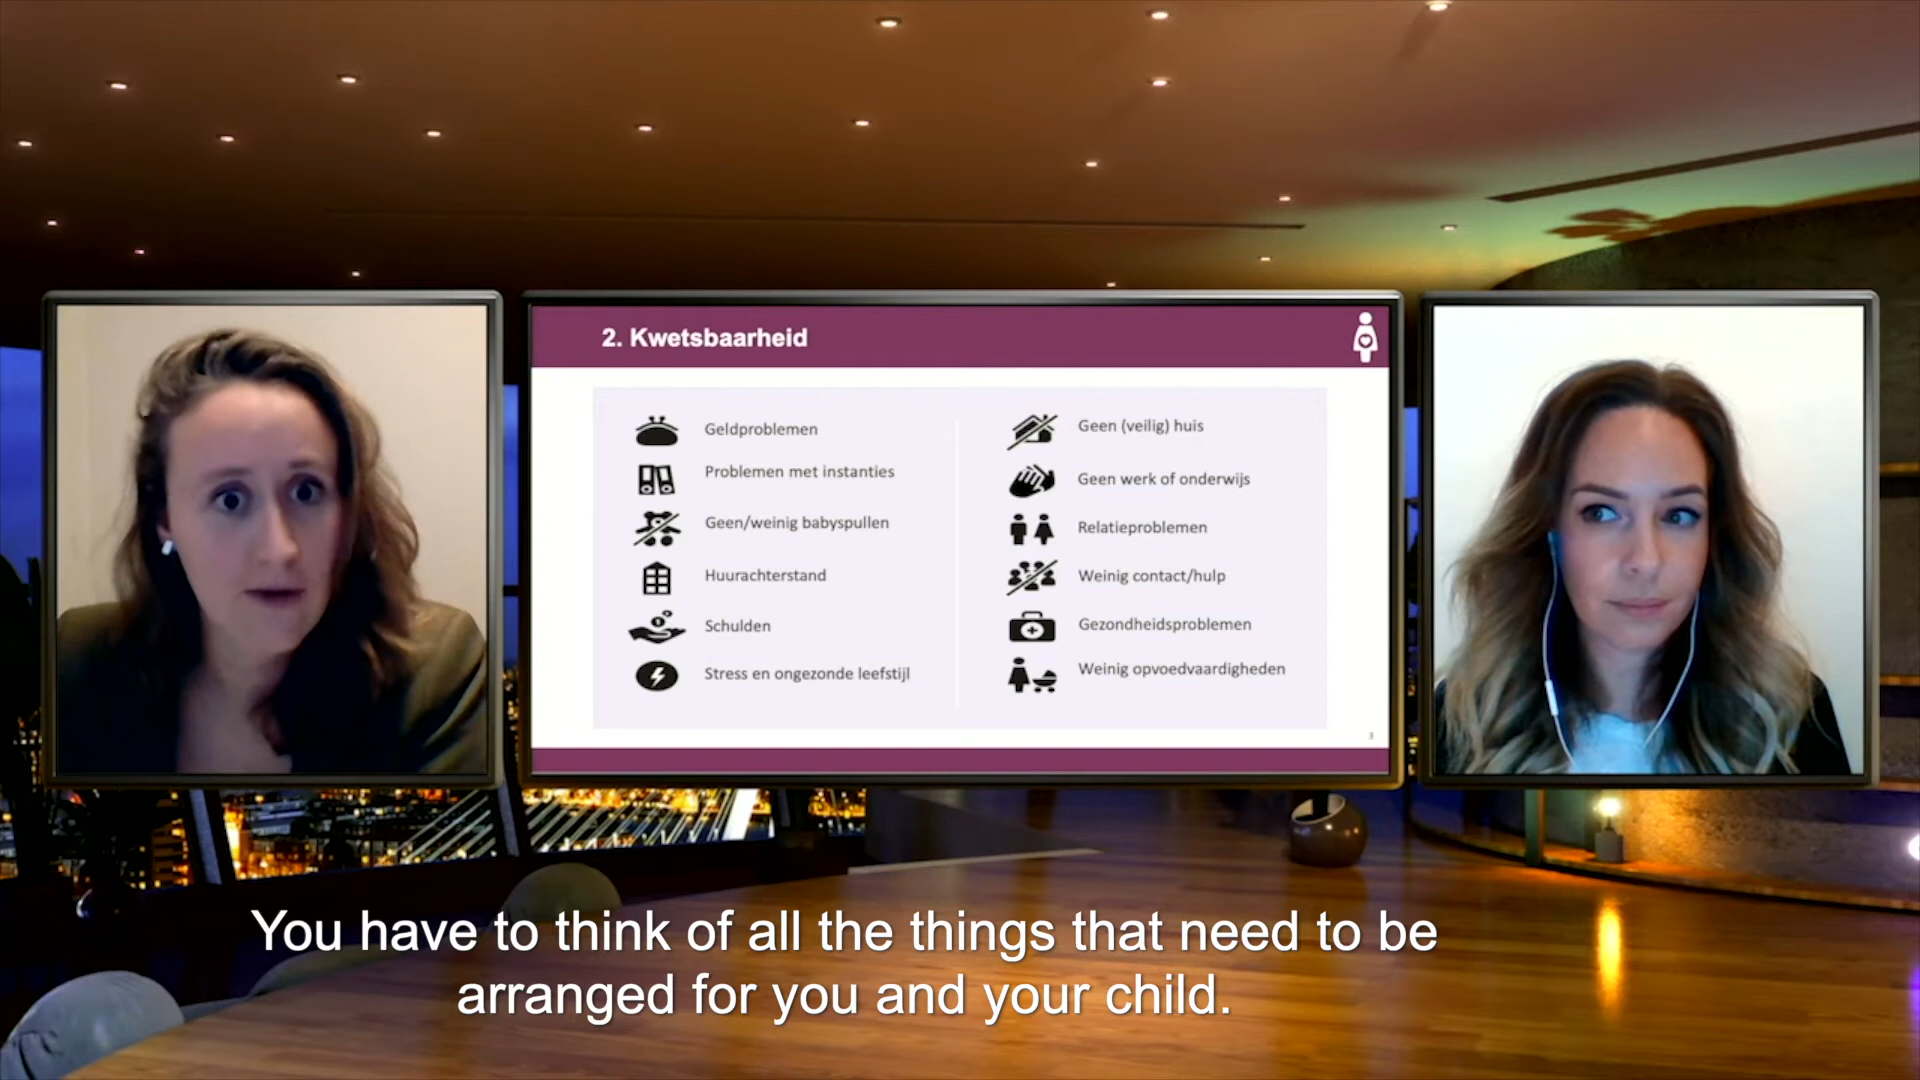 2. Kwetsbaarheid
Geldproblemen
Problemen met instanties
Geen/weinig babyspullen
Huurachterstand
Schulden
Stress en ongezonde leefstijl
Geen (veilig) huis
Geen werk of onderwijs
Relatieproblemen
Weinig contact/hulp
Gezondheidsproblemen
Weinig opvoedvaardigheden
3
You have to think of all the things that need to be
arranged for you and your child.